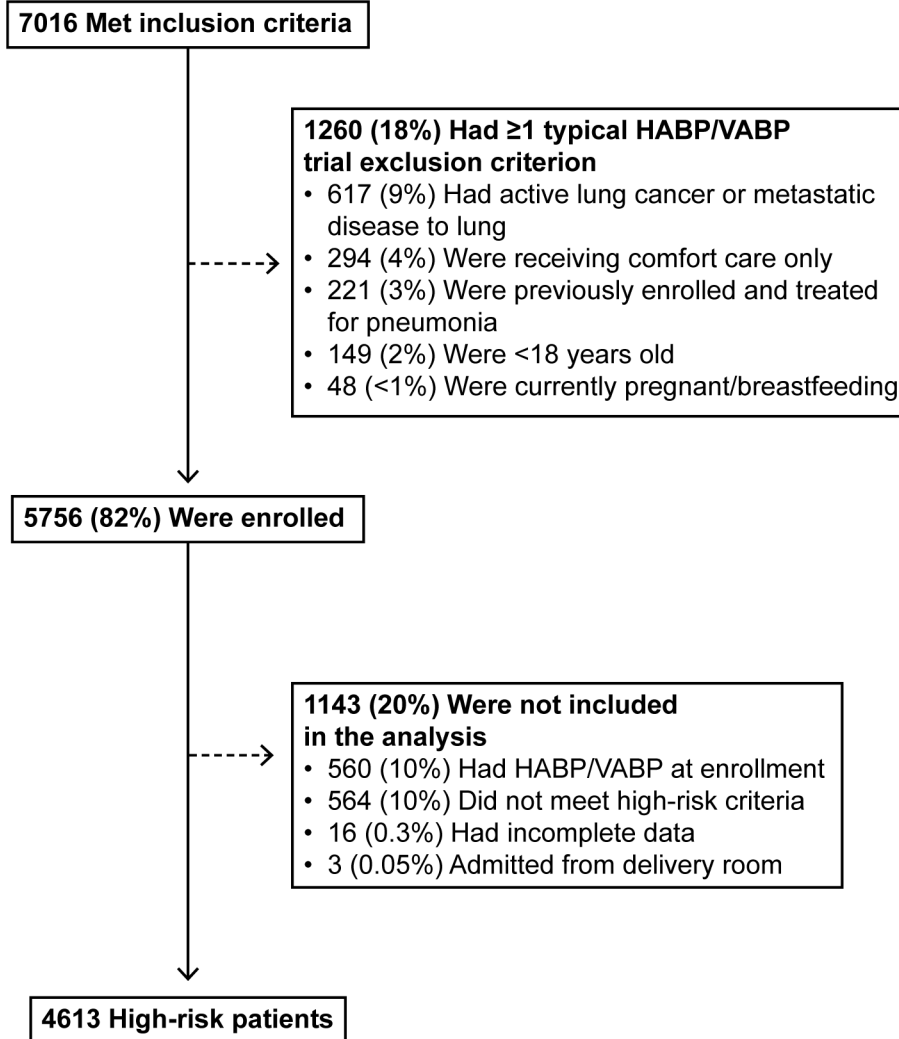 7016 Met inclusion criteria
1260 (18%) Had ≥1 typical HABP/VABP
trial exclusion criterion
• 617 (9%) Had active lung cancer or metastatic
disease to lung
• 294 (4%) Were receiving comfort care only
• 221 (3%) Were previously enrolled and treated
for pneumonia
• 149 (2%) Were <18 years old
• 48 (<1%) Were currently pregnant/breastfeeding
5756 (82%) Were enrolled
1143 (20%) Were not included
in the analysis
• 560 (10%) Had HABP/VABP at enrollment
• 564 (10%) Did not meet high-risk criteria
• 16 (0.3%) Had incomplete data
• 3 (0.05%) Admitted from delivery room
4613 High-risk patients